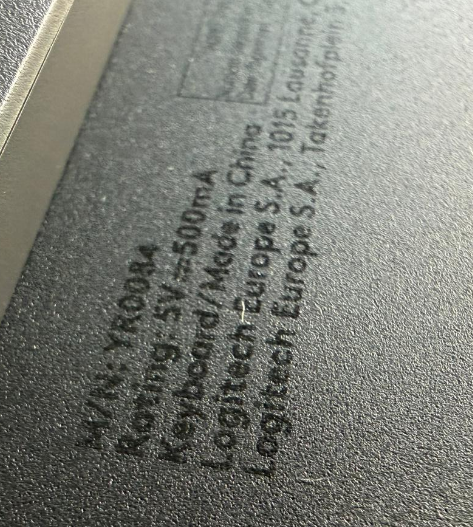 M/N: YR0084
Rating: 5V⎓500mA
Keyboard/Made in China
Logitech Europe S.A., 1015 Lausanne,
Logitech Europe S.A., Takenhofplein